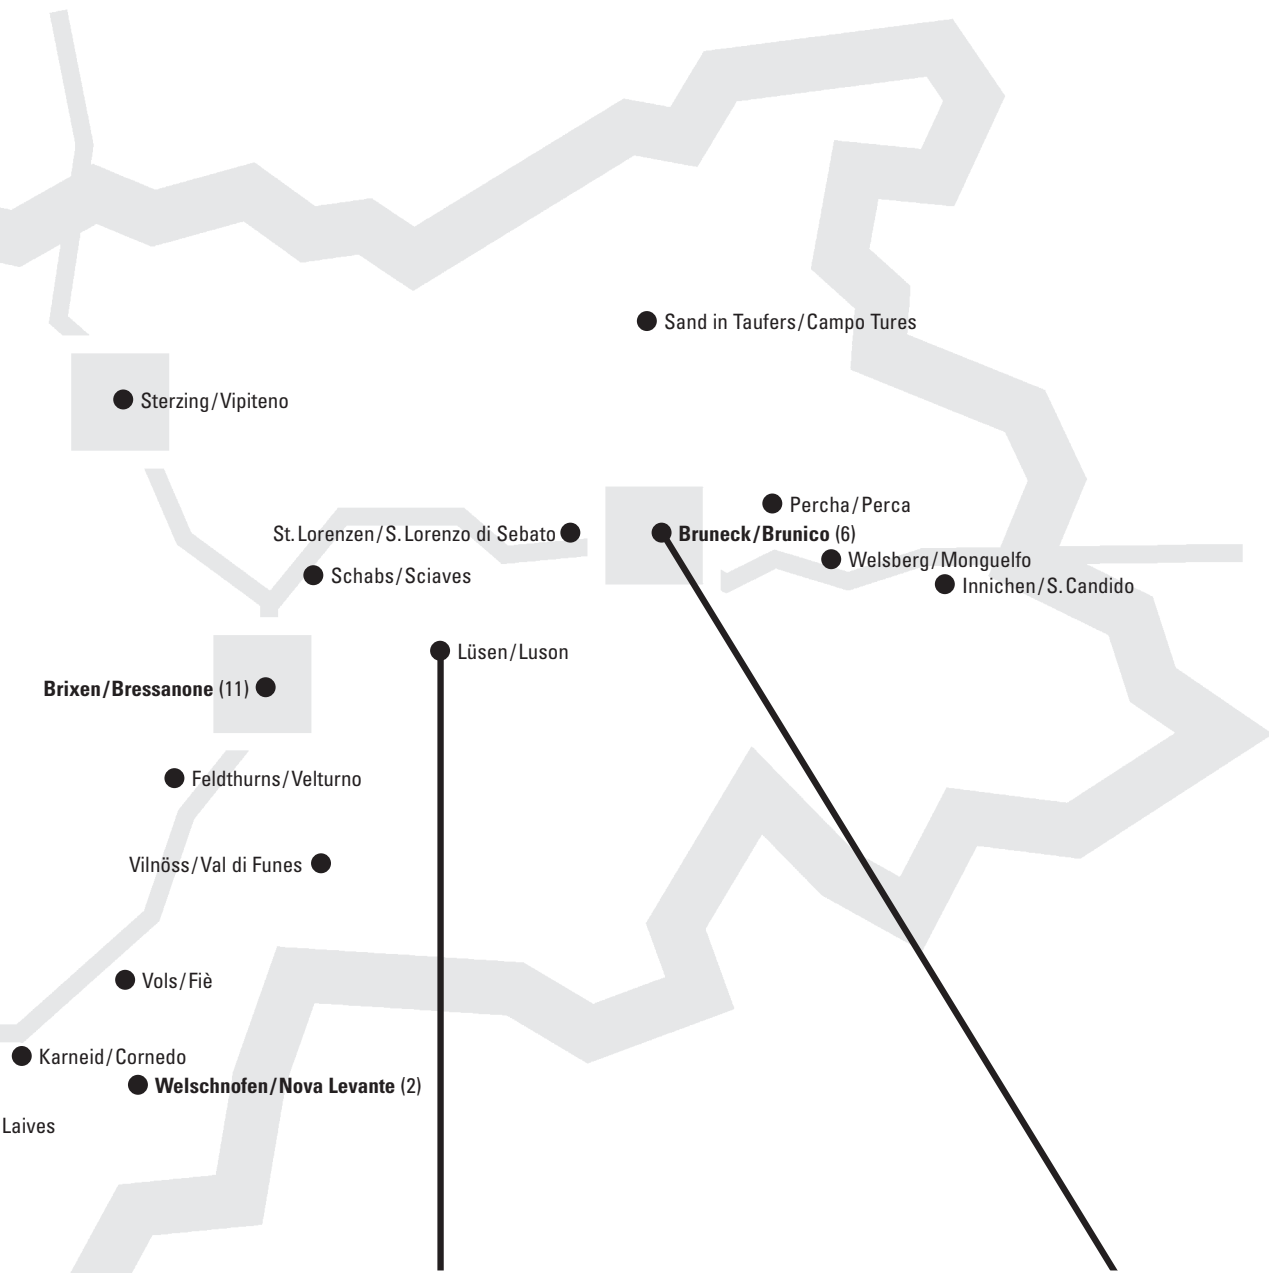 Sand in Taufers/Campo Tures
Sterzing/Vipiteno
Percha/Perca
St. Lorenzen/S. Lorenzo di Sebato
Bruneck/Brunico (6)
Welsberg/Monguelfo
Schabs/Sciaves
Innichen/S. Candido
Lüsen/Luson
Brixen/Bressanone (11)
Feldthurns/Velturno
Vilnöss/Val di Funes
Vols/Fiè
Karneid/Cornedo
Welschnofen/Nova Levante (2)
Laives